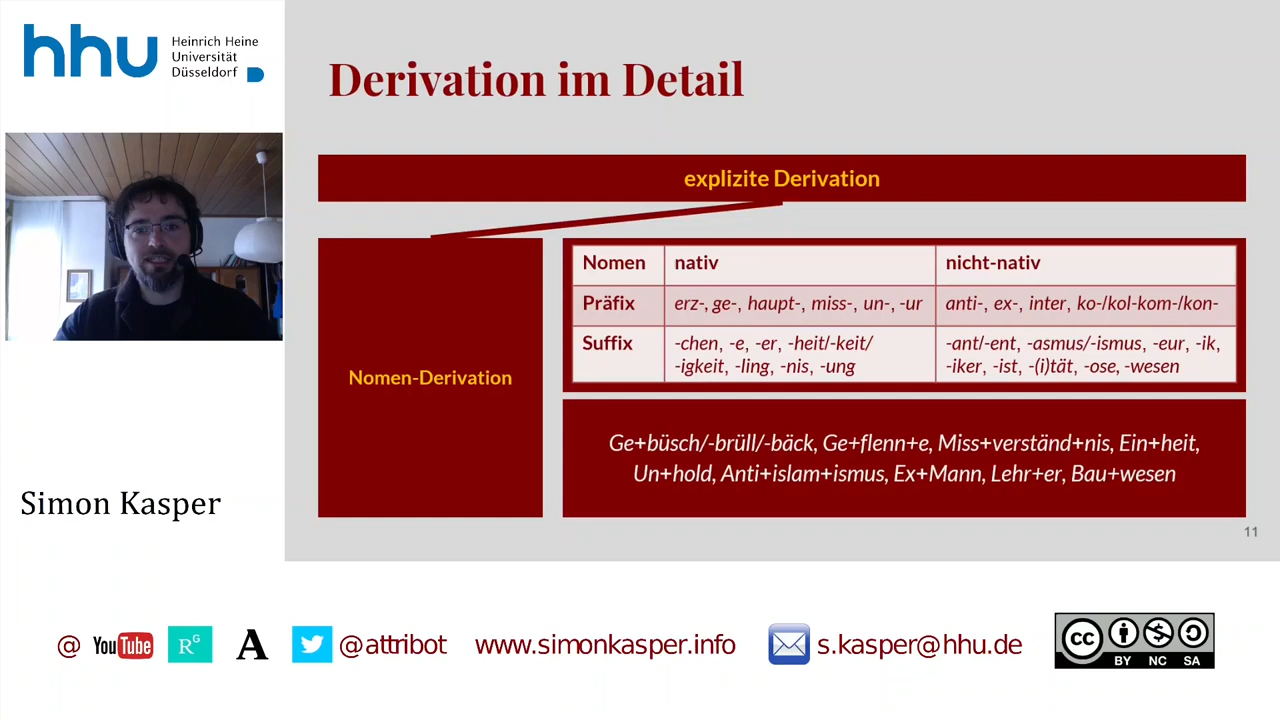 hhu
Heinrich Heine
Universität
Düsseldorf
Derivation im Detail
explizite Derivation
Nomen-Derivation
Nomen nativ nicht-nativ
Präfix erz-, ge-, haupt-, miss-, un-, -ur anti-, ex-, inter, ko-/kol-kom-/kon-
Suffix -chen, -e, -er, -heit/-keit/ -ant/-ent, -asmus/-ismus, -eur, -ik,
-igkeit, -ling, -nis, -ung -iker, -ist, -(i)tät, -ose, -wesen
Ge+büsch/-brüll/-bäck, Ge+flenn+e, Miss+verständ+nis, Ein+heit,
Un+hold, Anti+islam+ismus, Ex+Mann, Lehr+er, Bau+wesen
Simon Kasper
11
@ YouTube RG A @attribot www.simonkasper.info s.kasper@hhu.de
cc BY NC SA